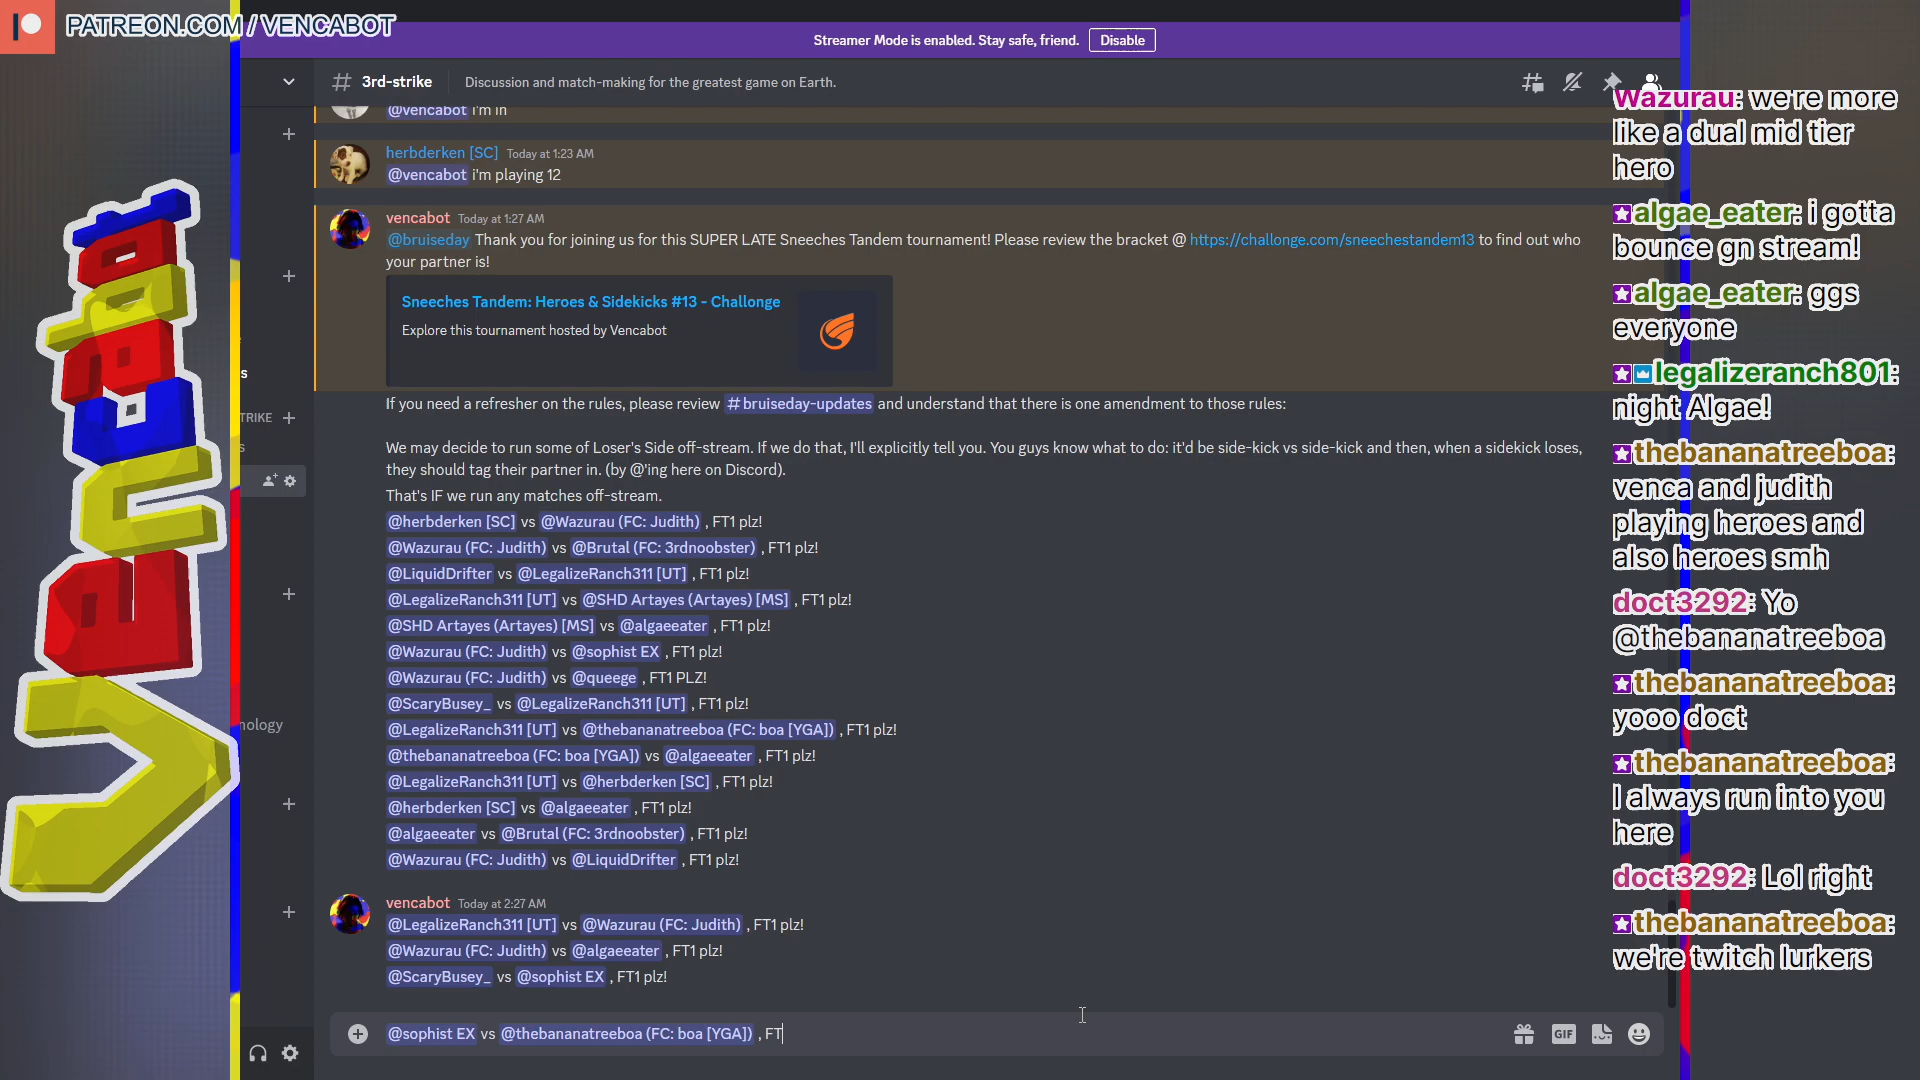 PATREON.COM / VENCABOT
Streamer Mode is enabled. Stay safe, friend. Disable
# 3rd-strike Discussion and match-making for the greatest game on Earth.
@vencabot i'm in
herbderken [SC] Today at 1:23 AM
@vencabot i'm playing 12
vencabot Today at 1:27 AM
@bruiseday Thank you for joining us for this SUPER LATE Sneeches Tandem tournament! Please review the bracket @ https://challonge.com/sneechestandem13 to find out who
your partner is!
Sneeches Tandem: Heroes & Sidekicks #13 - Challonge
Explore this tournament hosted by Vencabot
If you need a refresher on the rules, please review # bruiseday-updates and understand that there is one amendment to those rules:
We may decide to run some of Loser's Side off-stream. If we do that, I'll explicitly tell you. You guys know what to do: it'd be side-kick vs side-kick and then, when a sidekick loses,
they should tag their partner in. (by @'ing here on Discord).
That's IF we run any matches off-stream.
@herbderken [SC] vs @Wazurau (FC: Judith) , FT1 plz!
@Wazurau (FC: Judith) vs @Brutal (FC: 3rdnoobster) , FT1 plz!
@LiquidDrifter vs @LegalizeRanch311 [UT] , FT1 plz!
@LegalizeRanch311 [UT] vs @SHD Artayes (Artayes) [MS] , FT1 plz!
@SHD Artayes (Artayes) [MS] vs @algaeeater , FT1 plz!
@Wazurau (FC: Judith) vs @sophist EX , FT1 plz!
@Wazurau (FC: Judith) vs @queege , FT1 PLZ!
@ScaryBusey_ vs @LegalizeRanch311 [UT] , FT1 plz!
@LegalizeRanch311 [UT] vs @thebananatreeboa (FC: boa [YGA]) , FT1 plz!
@thebananatreeboa (FC: boa [YGA]) vs @algaeeater , FT1 plz!
@LegalizeRanch311 [UT] vs @herbderken [SC] , FT1 plz!
@herbderken [SC] vs @algaeeater , FT1 plz!
@algaeeater vs @Brutal (FC: 3rdnoobster) , FT1 plz!
@Wazurau (FC: Judith) vs @LiquidDrifter , FT1 plz!
vencabot Today at 2:27 AM
@LegalizeRanch311 [UT] vs @Wazurau (FC: Judith) , FT1 plz!
@Wazurau (FC: Judith) vs @algaeeater , FT1 plz!
@ScaryBusey_ vs @sophist EX , FT1 plz!
@sophist EX vs @thebananatreeboa (FC: boa [YGA]) , FT
GIF
s
TRIKE
s
nology
Vencabot
Wazurau: we're more
like a dual mid tier
hero
algae_eater: i gotta
bounce gn stream!
algae_eater: ggs
everyone
legalizeranch801:
night Algae!
thebananatreeboa:
venca and judith
playing heroes and
also heroes smh
doct3292: Yo
@thebananatreeboa
thebananatreeboa:
yooo doct
thebananatreeboa:
I always run into you
here
doct3292: Lol right
thebananatreeboa:
we're twitch lurkers